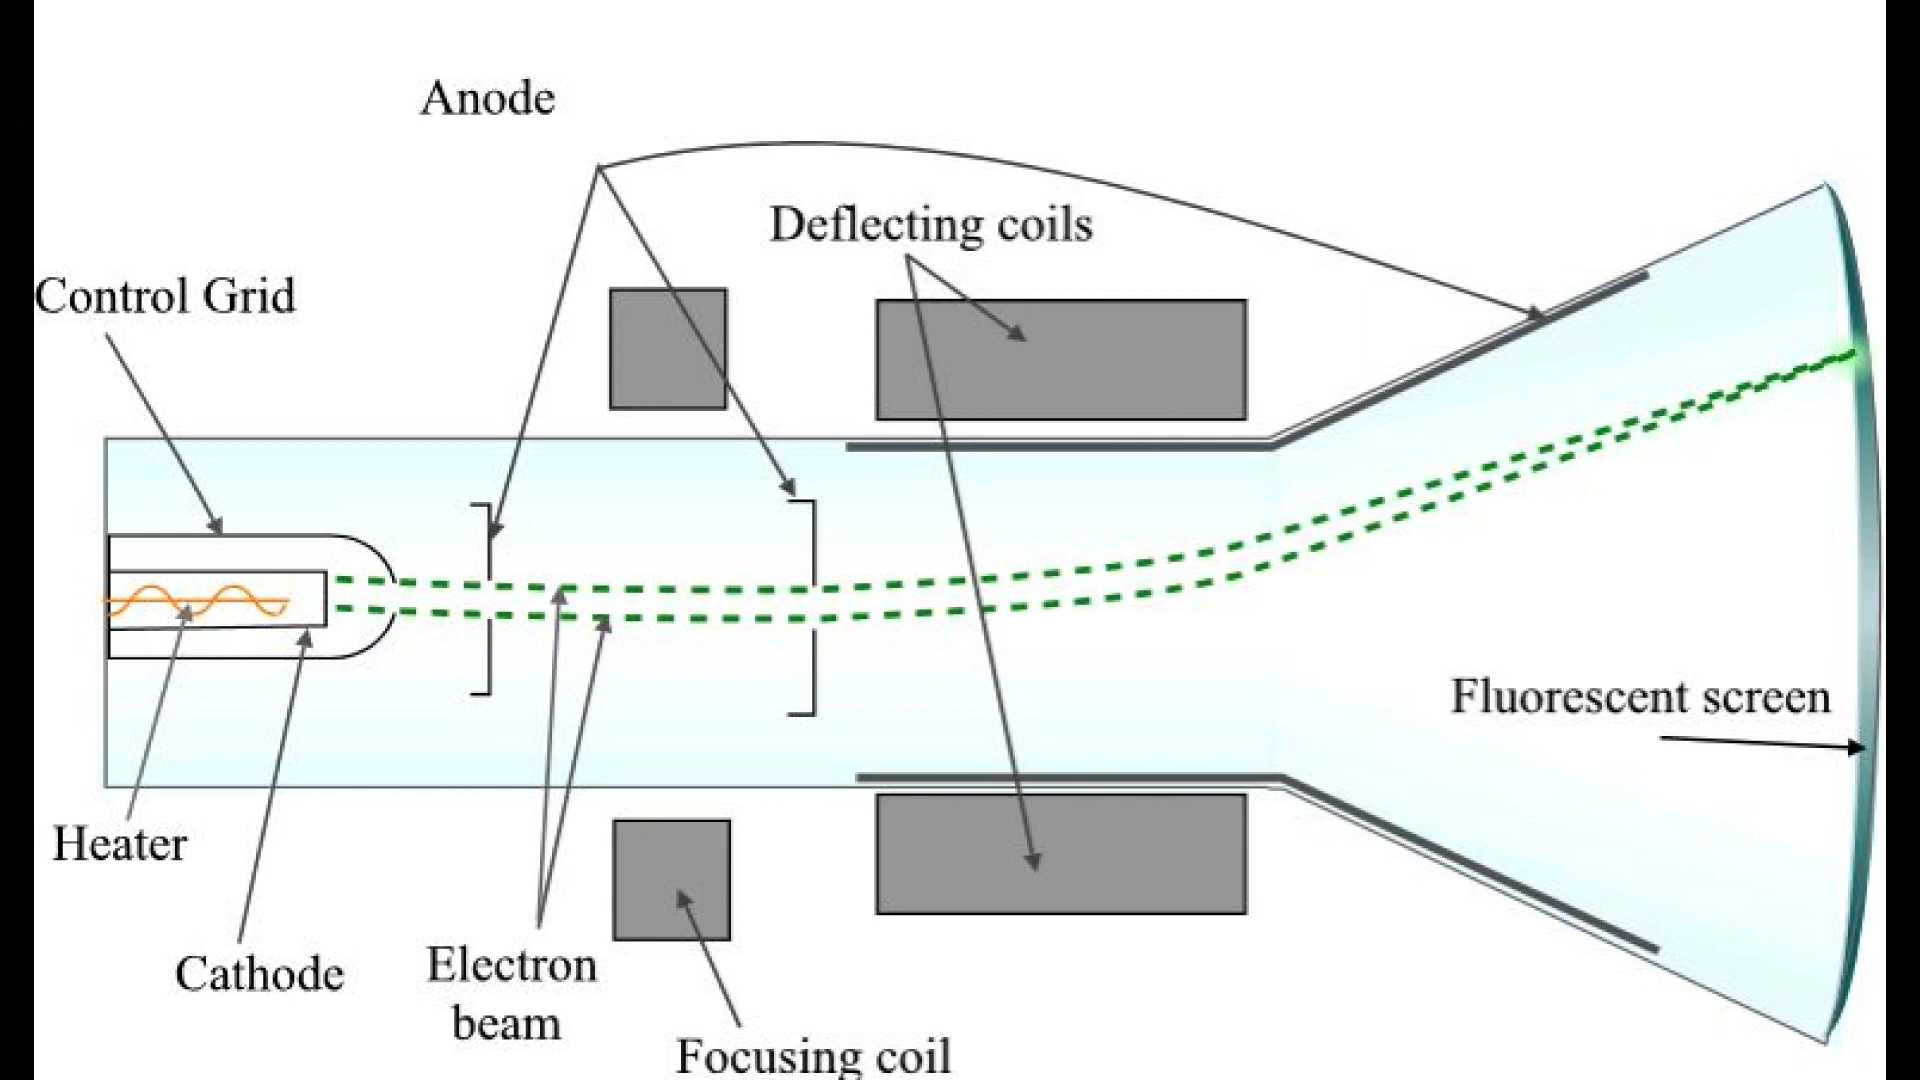 Anode
Deflecting coils
Control Grid
Fluorescent screen
Heater
Cathode
Electron
beam
Focusing coil